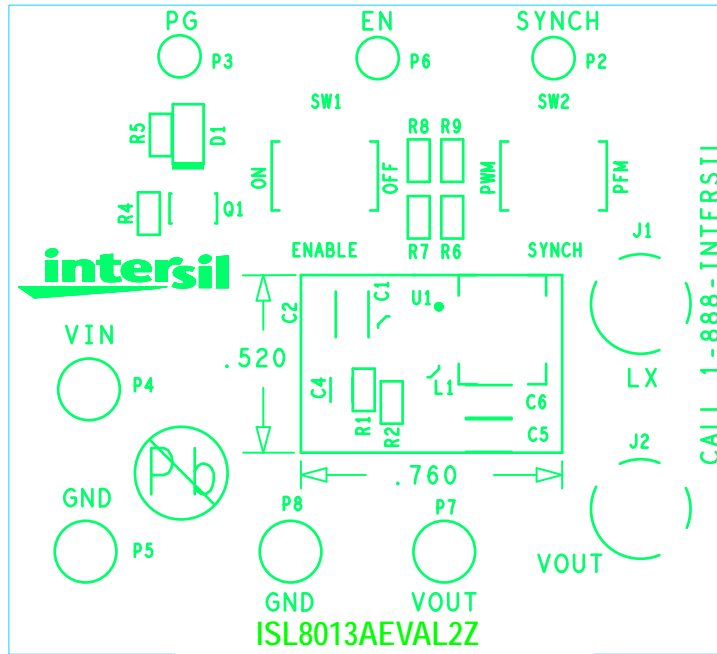 PG
EN
SYNCH
P3
P6
P2
SW1
SW2
R5
D1
R8
R9
ON
OFF
PWM
PFM
R4
Q1
R7
R6
ENABLE
SYNCH
J1
intersil
C2
C1
U1
VIN
.520
P4
C4
R1
R2
L1
C6
C5
LX
CALL 1-888-INTERSIL
J2
Pb
.760
GND
P8
P7
P5
VOUT
GND
VOUT
ISL8013AEVAL2Z